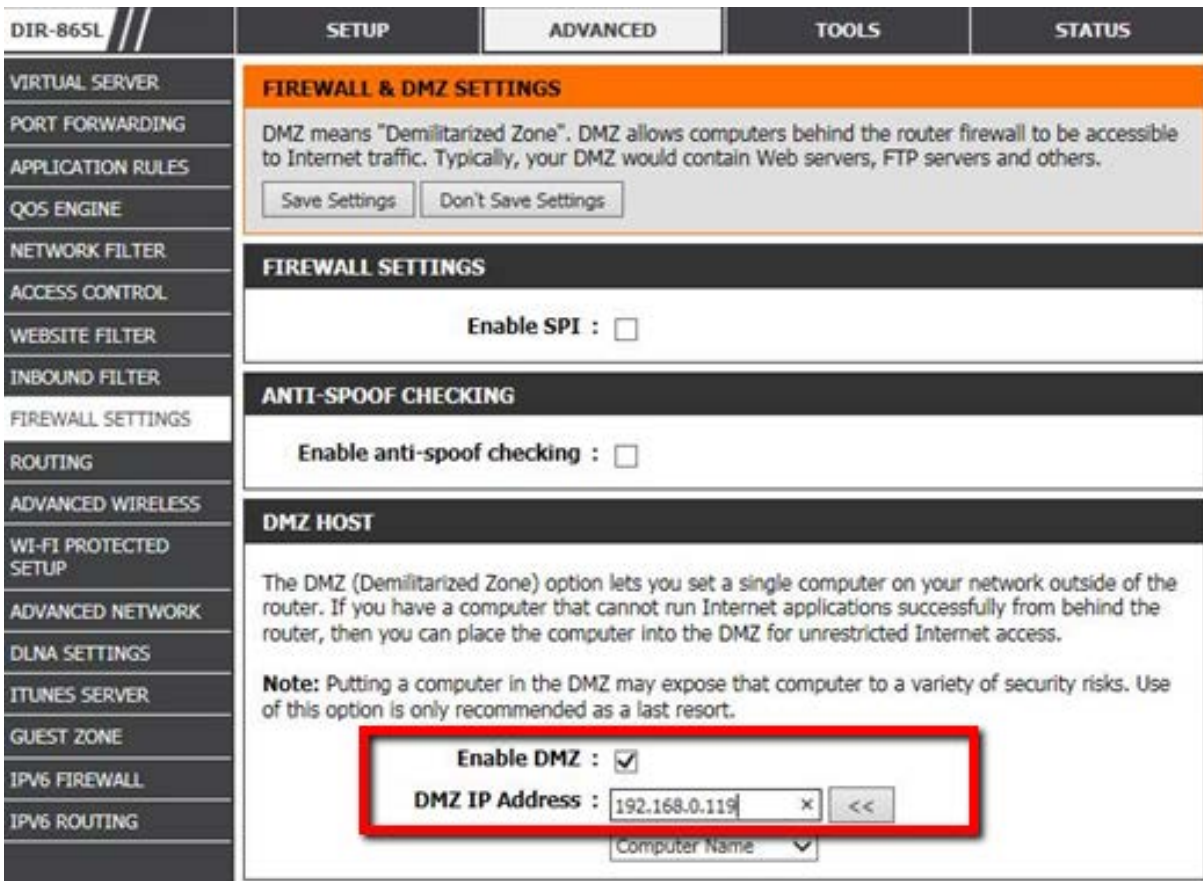 DIR-865L
SETUP
ADVANCED
TOOLS
STATUS
VIRTUAL SERVER
PORT FORWARDING
APPLICATION RULES
QOS ENGINE
NETWORK FILTER
ACCESS CONTROL
WEBSITE FILTER
INBOUND FILTER
FIREWALL SETTINGS
ROUTING
ADVANCED WIRELESS
WI-FI PROTECTED
SETUP
ADVANCED NETWORK
DLNA SETTINGS
ITUNES SERVER
GUEST ZONE
IPV6 FIREWALL
IPV6 ROUTING
FIREWALL & DMZ SETTINGS
DMZ means "Demilitarized Zone". DMZ allows computers behind the router firewall to be accessible
to Internet traffic. Typically, your DMZ would contain Web servers, FTP servers and others.
Save Settings
Don't Save Settings
FIREWALL SETTINGS
Enable SPI :
ANTI-SPOOF CHECKING
Enable anti-spoof checking :
DMZ HOST
The DMZ (Demilitarized Zone) option lets you set a single computer on your network outside of the
router. If you have a computer that cannot run Internet applications successfully from behind the
router, then you can place the computer into the DMZ for unrestricted Internet access.
Note: Putting a computer in the DMZ may expose that computer to a variety of security risks. Use
of this option is only recommended as a last resort.
Enable DMZ :
DMZ IP Address : 192.168.0.119 × <<
Computer Name